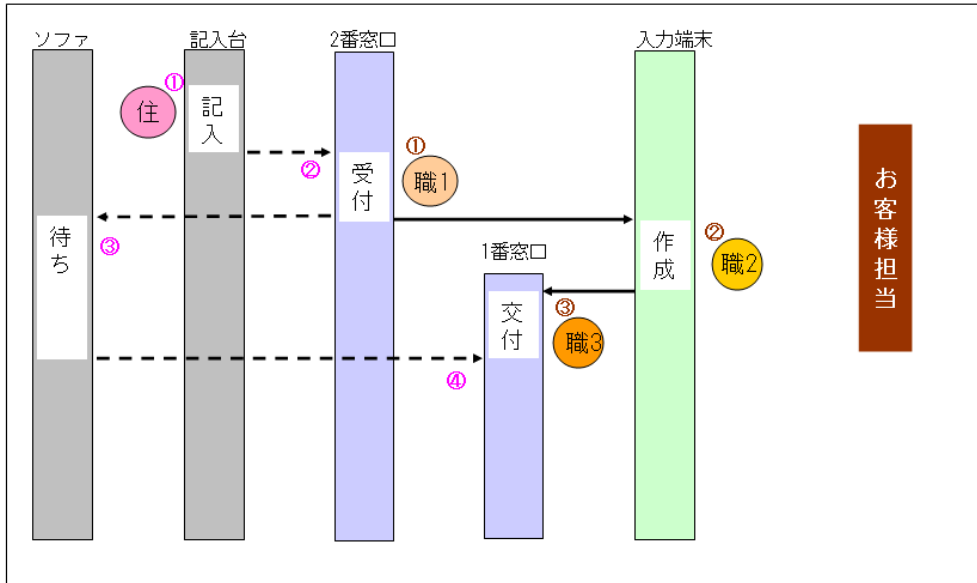 ソファ
記入台
2番窓口
入力端末
①
住
記入
②
①
受付
職1
③
待ち
②
作成
職2
1番窓口
③
交付
職3
④
お客様担当